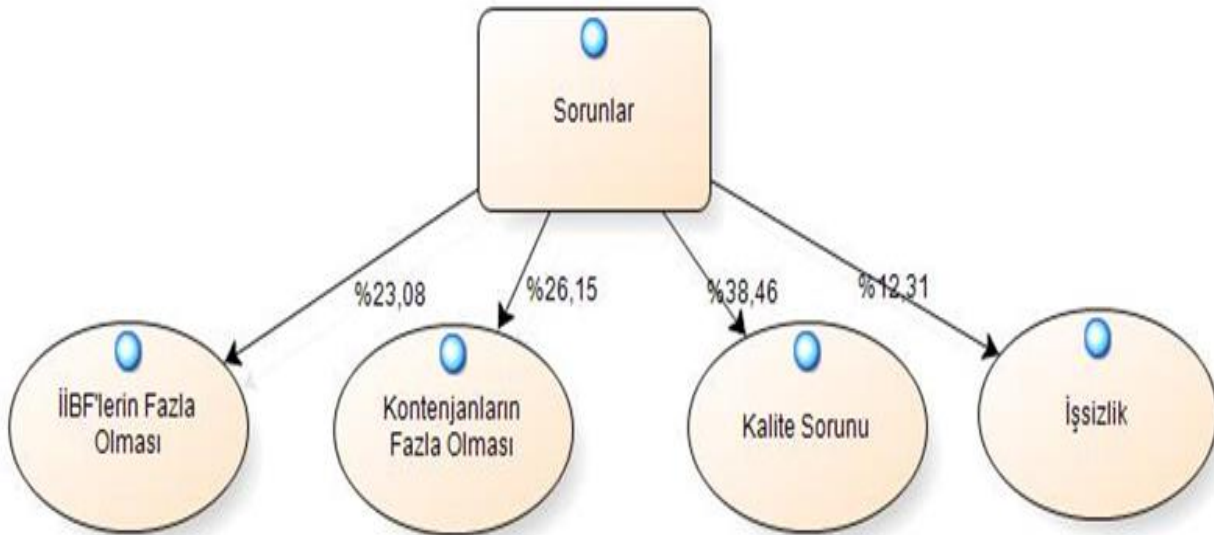 Sorunlar
%23,08
%26,15
%38,46
%12,31
İİBF'lerin Fazla
Olması
Kontenjanların
Fazla Olması
Kalite Sorunu
İşsizlik